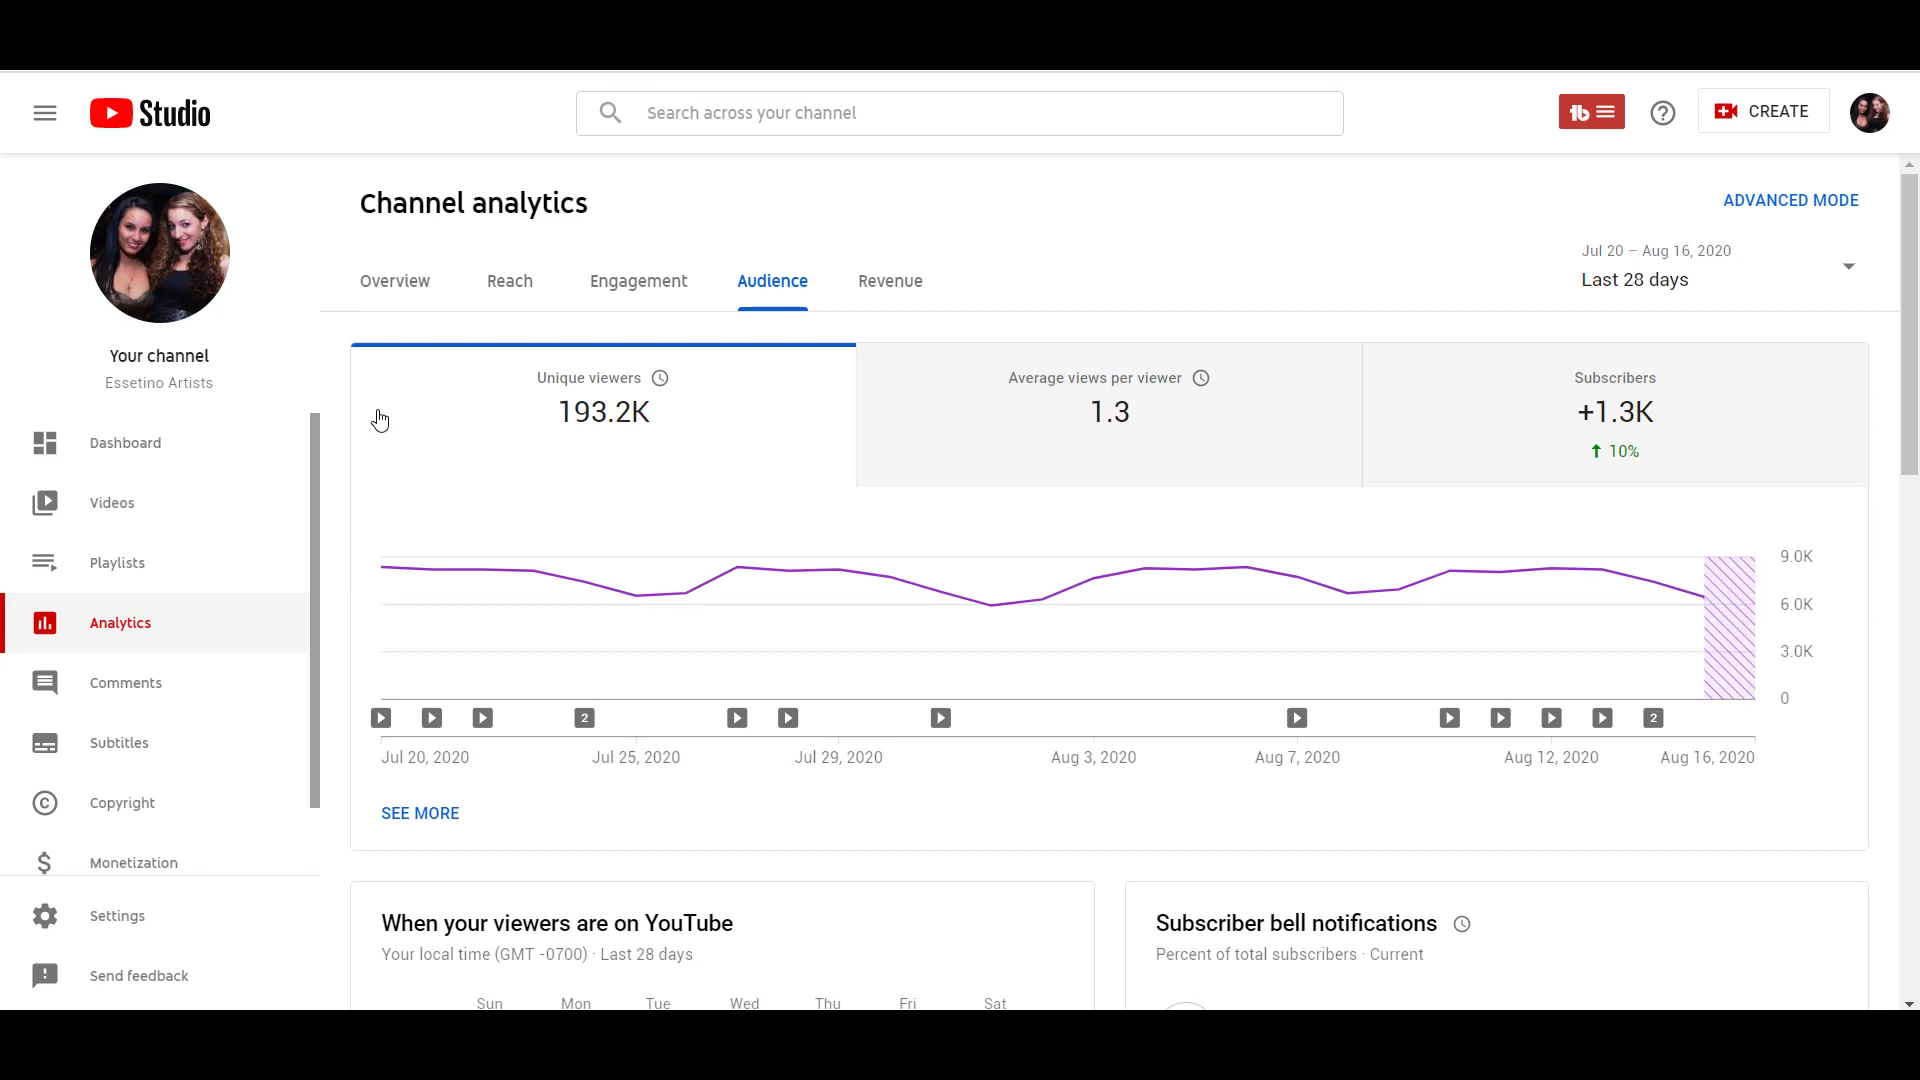 Studio
Search across your channel
CREATE
Channel analytics
ADVANCED MODE
Jul 20 – Aug 16, 2020
Last 28 days
Overview
Reach
Engagement
Audience
Revenue
Your channel
Essetino Artists
Dashboard
Videos
Playlists
Analytics
Comments
Subtitles
Copyright
Monetization
Settings
Send feedback
Unique viewers
193.2K
Average views per viewer
1.3
Subscribers
+1.3K
10%
9.0K
6.0K
3.0K
0
2
2
Jul 20, 2020
Jul 25, 2020
Jul 29, 2020
Aug 3, 2020
Aug 7, 2020
Aug 12, 2020
Aug 16, 2020
SEE MORE
When your viewers are on YouTube
Your local time (GMT -0700) · Last 28 days
Sun Mon Tue Wed Thu Fri Sat
Subscriber bell notifications
Percent of total subscribers · Current